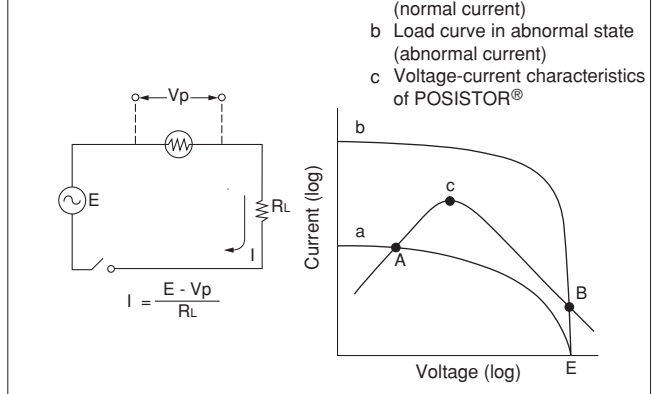 (normal current)
b Load curve in abnormal state
(abnormal current)
c Voltage-current characteristics
of POSISTOR®
Vp
E
RL
I
I = E - Vp
RL
b
c
a
A
B
Current (log)
Voltage (log)
E